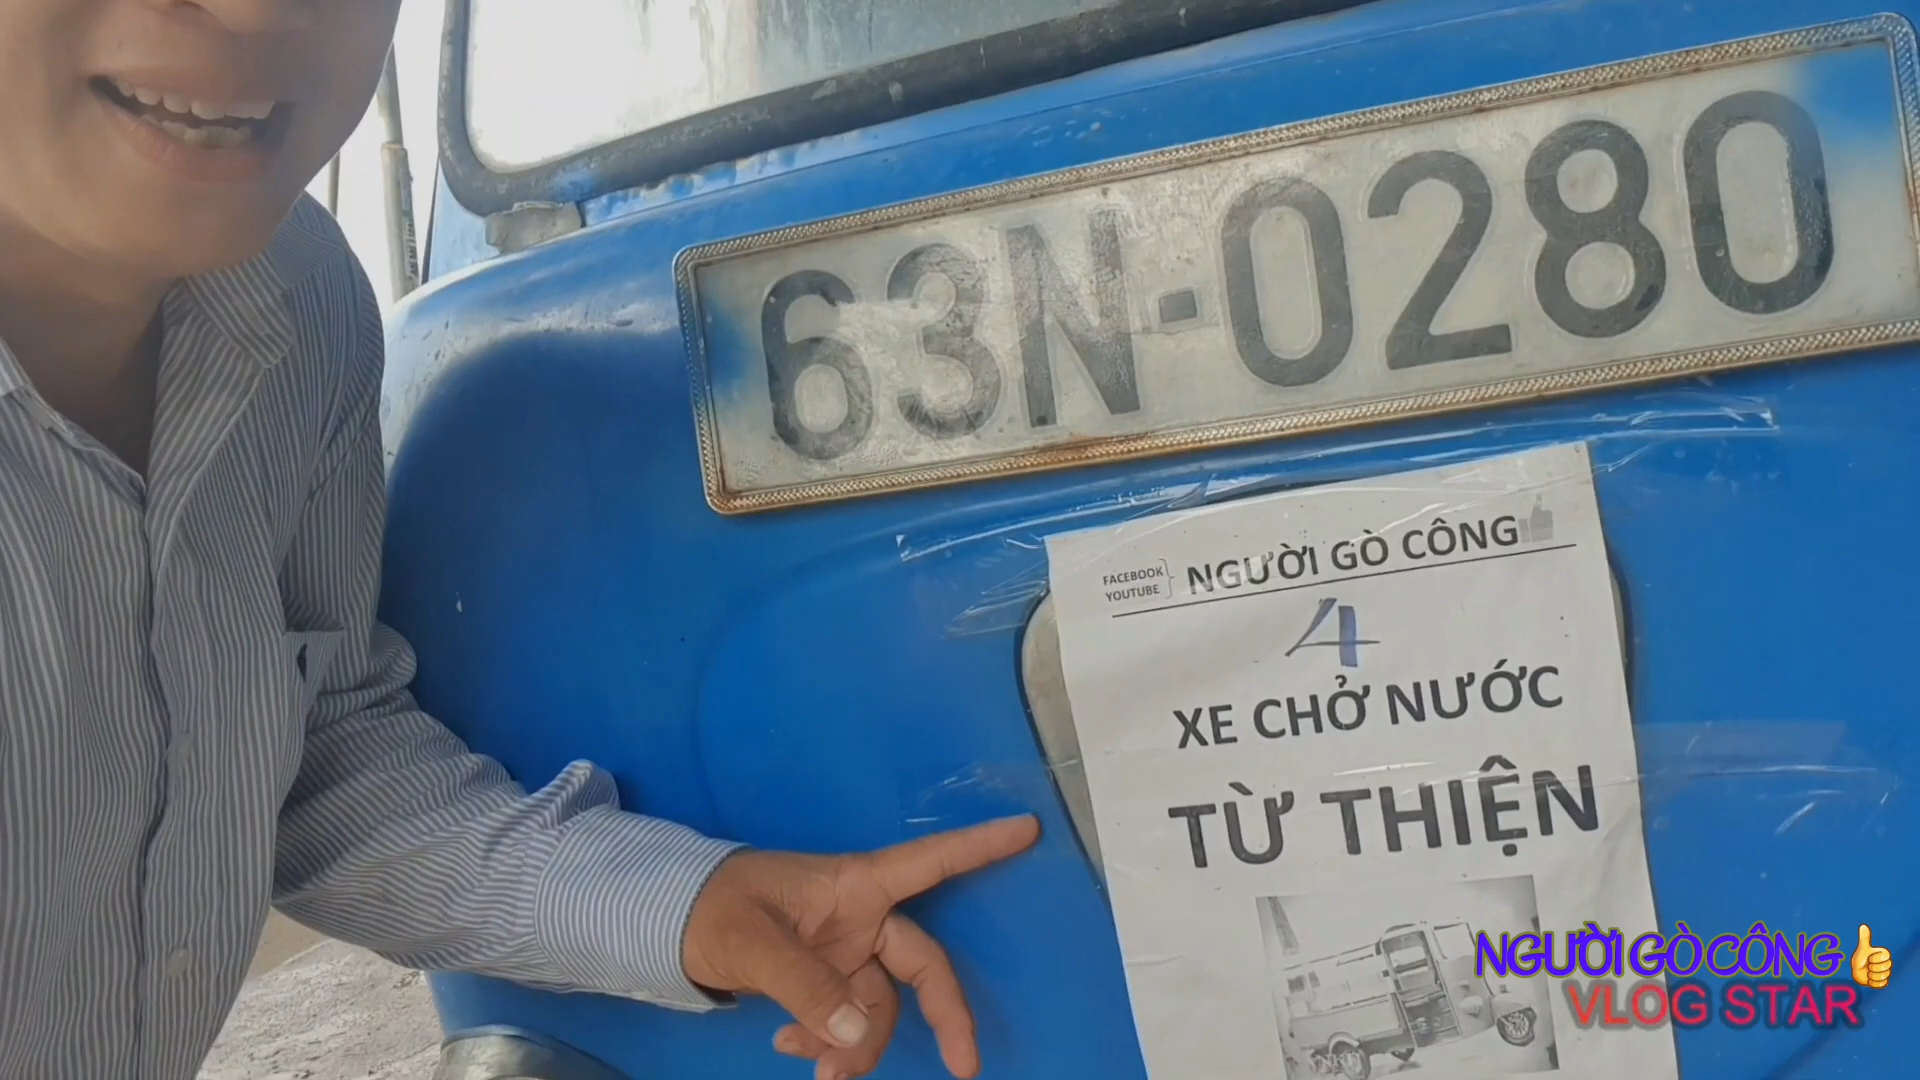 63N-0280
FACEBOOK
YOUTUBE
NGƯỜI GÒ CÔNG
4
XE CHỞ NƯỚC
TỪ THIỆN
NGƯỜI GÒ CÔNG
VLOG STAR